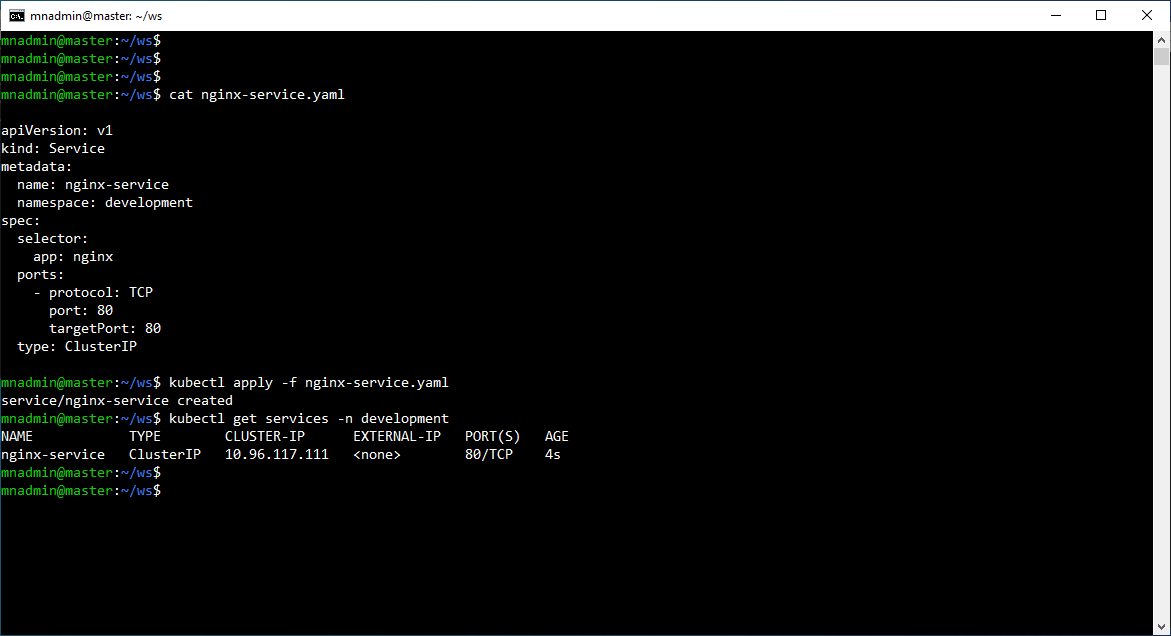 mnadmin@master: ~/ws
mnadmin@master:~/ws$
mnadmin@master:~/ws$
mnadmin@master:~/ws$
mnadmin@master:~/ws$ cat nginx-service.yaml

apiVersion: v1
kind: Service
metadata:
  name: nginx-service
  namespace: development
spec:
  selector:
    app: nginx
  ports:
    - protocol: TCP
      port: 80
      targetPort: 80
  type: ClusterIP

mnadmin@master:~/ws$ kubectl apply -f nginx-service.yaml
service/nginx-service created
mnadmin@master:~/ws$ kubectl get services -n development
NAME            TYPE        CLUSTER-IP      EXTERNAL-IP   PORT(S)   AGE
nginx-service   ClusterIP   10.96.117.111   <none>        80/TCP    4s
mnadmin@master:~/ws$
mnadmin@master:~/ws$